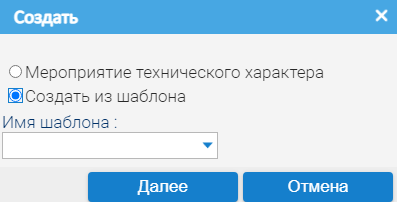 Создать
Мероприятие технического характера
Создать из шаблона
Имя шаблона :
Далее Отмена